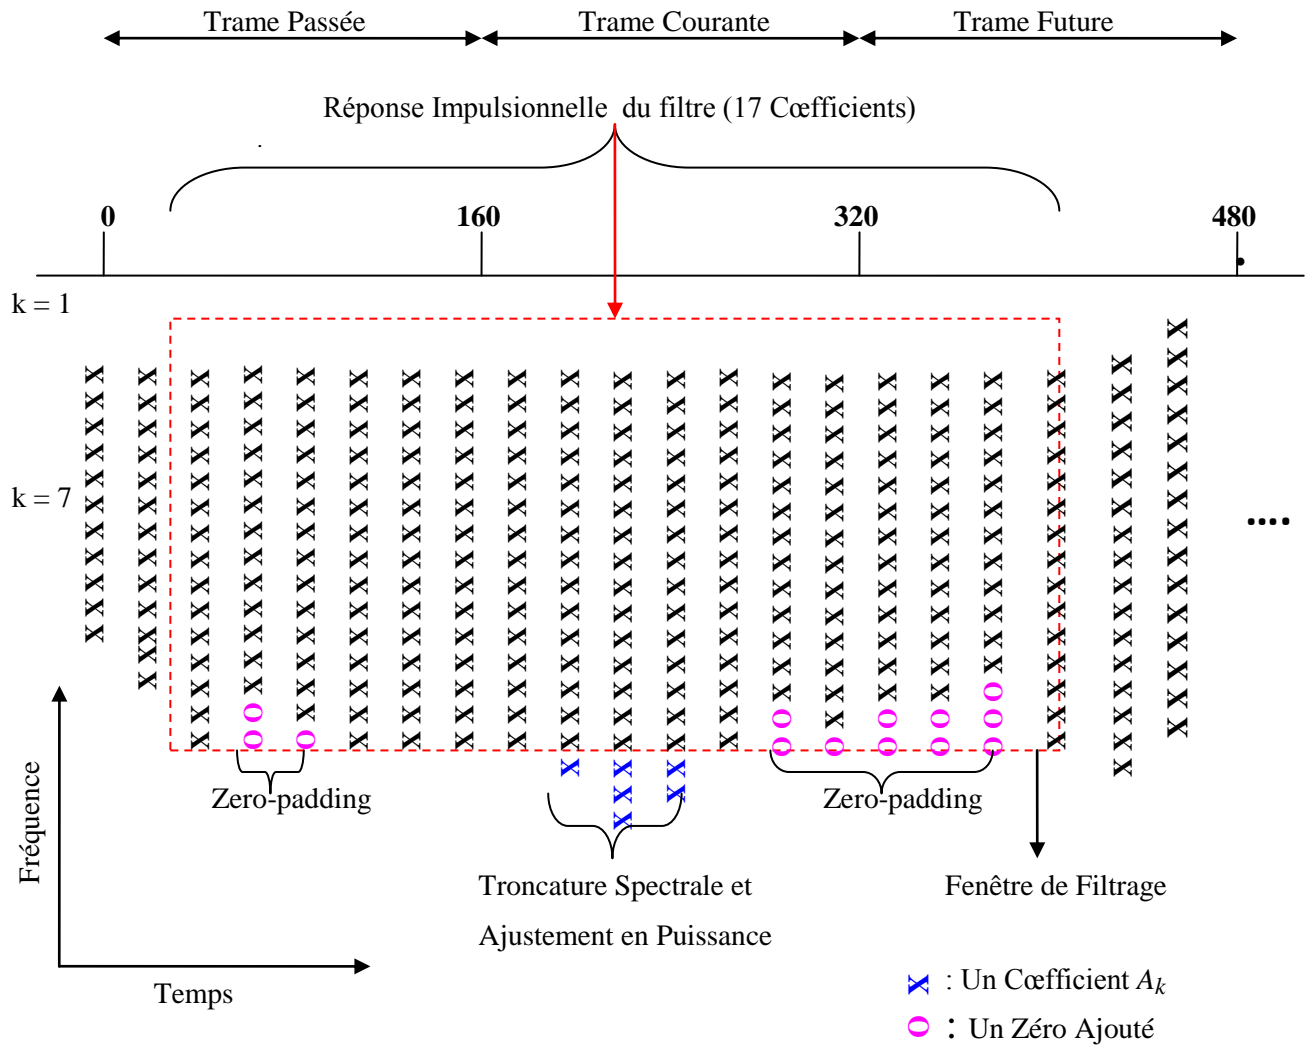 Trame Passée Trame Courante Trame Future
Réponse Impulsionnelle du filtre (17 Cœfficients)
0 160 320 480
k = 1
k = 7
....
Zero-padding Zero-padding
Fréquence
Troncature Spectrale et
Ajustement en Puissance
Fenêtre de Filtrage
Temps
X : Un Cœfficient Ak
O : Un Zéro Ajouté